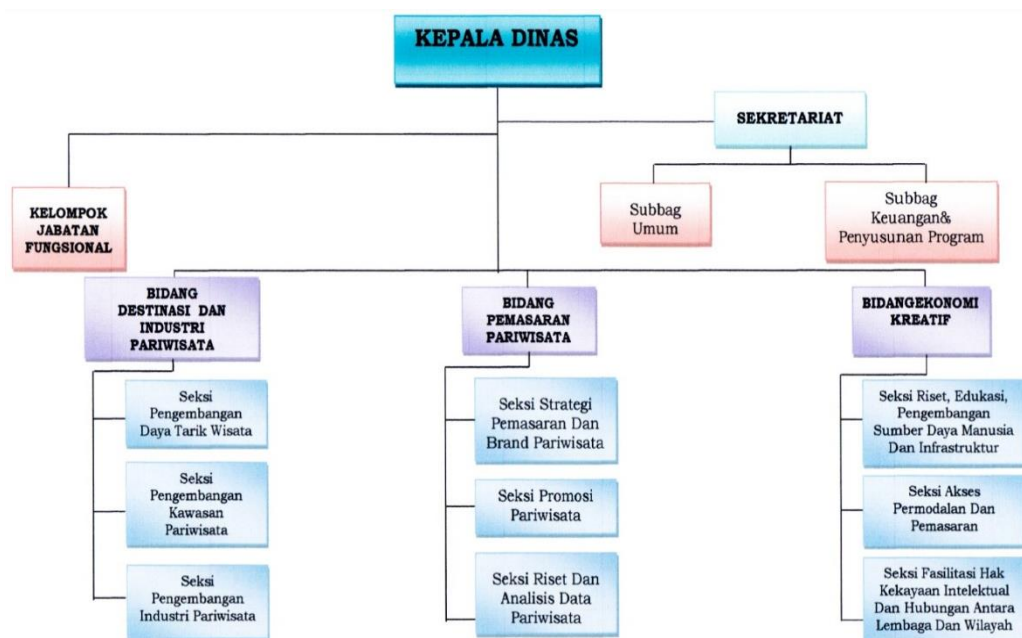 KEPALA DINAS
SEKRETARIAT
KELOMPOK
JABATAN
FUNGSIONAL
Subbag
Umum
Subbag
Keuangan&
Penyusunan Program
BIDANG
DESTINASI DAN
INDUSTRI
PARIWISATA
Seksi
Pengembangan
Daya Tarik Wisata
Seksi
Pengembangan
Kawasan
Pariwisata
Seksi
Pengembangan
Industri Pariwisata
BIDANG
PEMASARAN
PARIWISATA
Seksi Strategi
Pemasaran Dan
Brand Pariwisata
Seksi Promosi
Pariwisata
Seksi Riset Dan
Analisis Data
Pariwisata
BIDANGEKONOMI
KREATIF
Seksi Riset, Edukasi,
Pengembangan
Sumber Daya Manusia
Dan Infrastruktur
Seksi Akses
Permodalan Dan
Pemasaran
Seksi Fasilitasi Hak
Kekayaan Intelektual
Dan Hubungan Antara
Lembaga Dan Wilayah